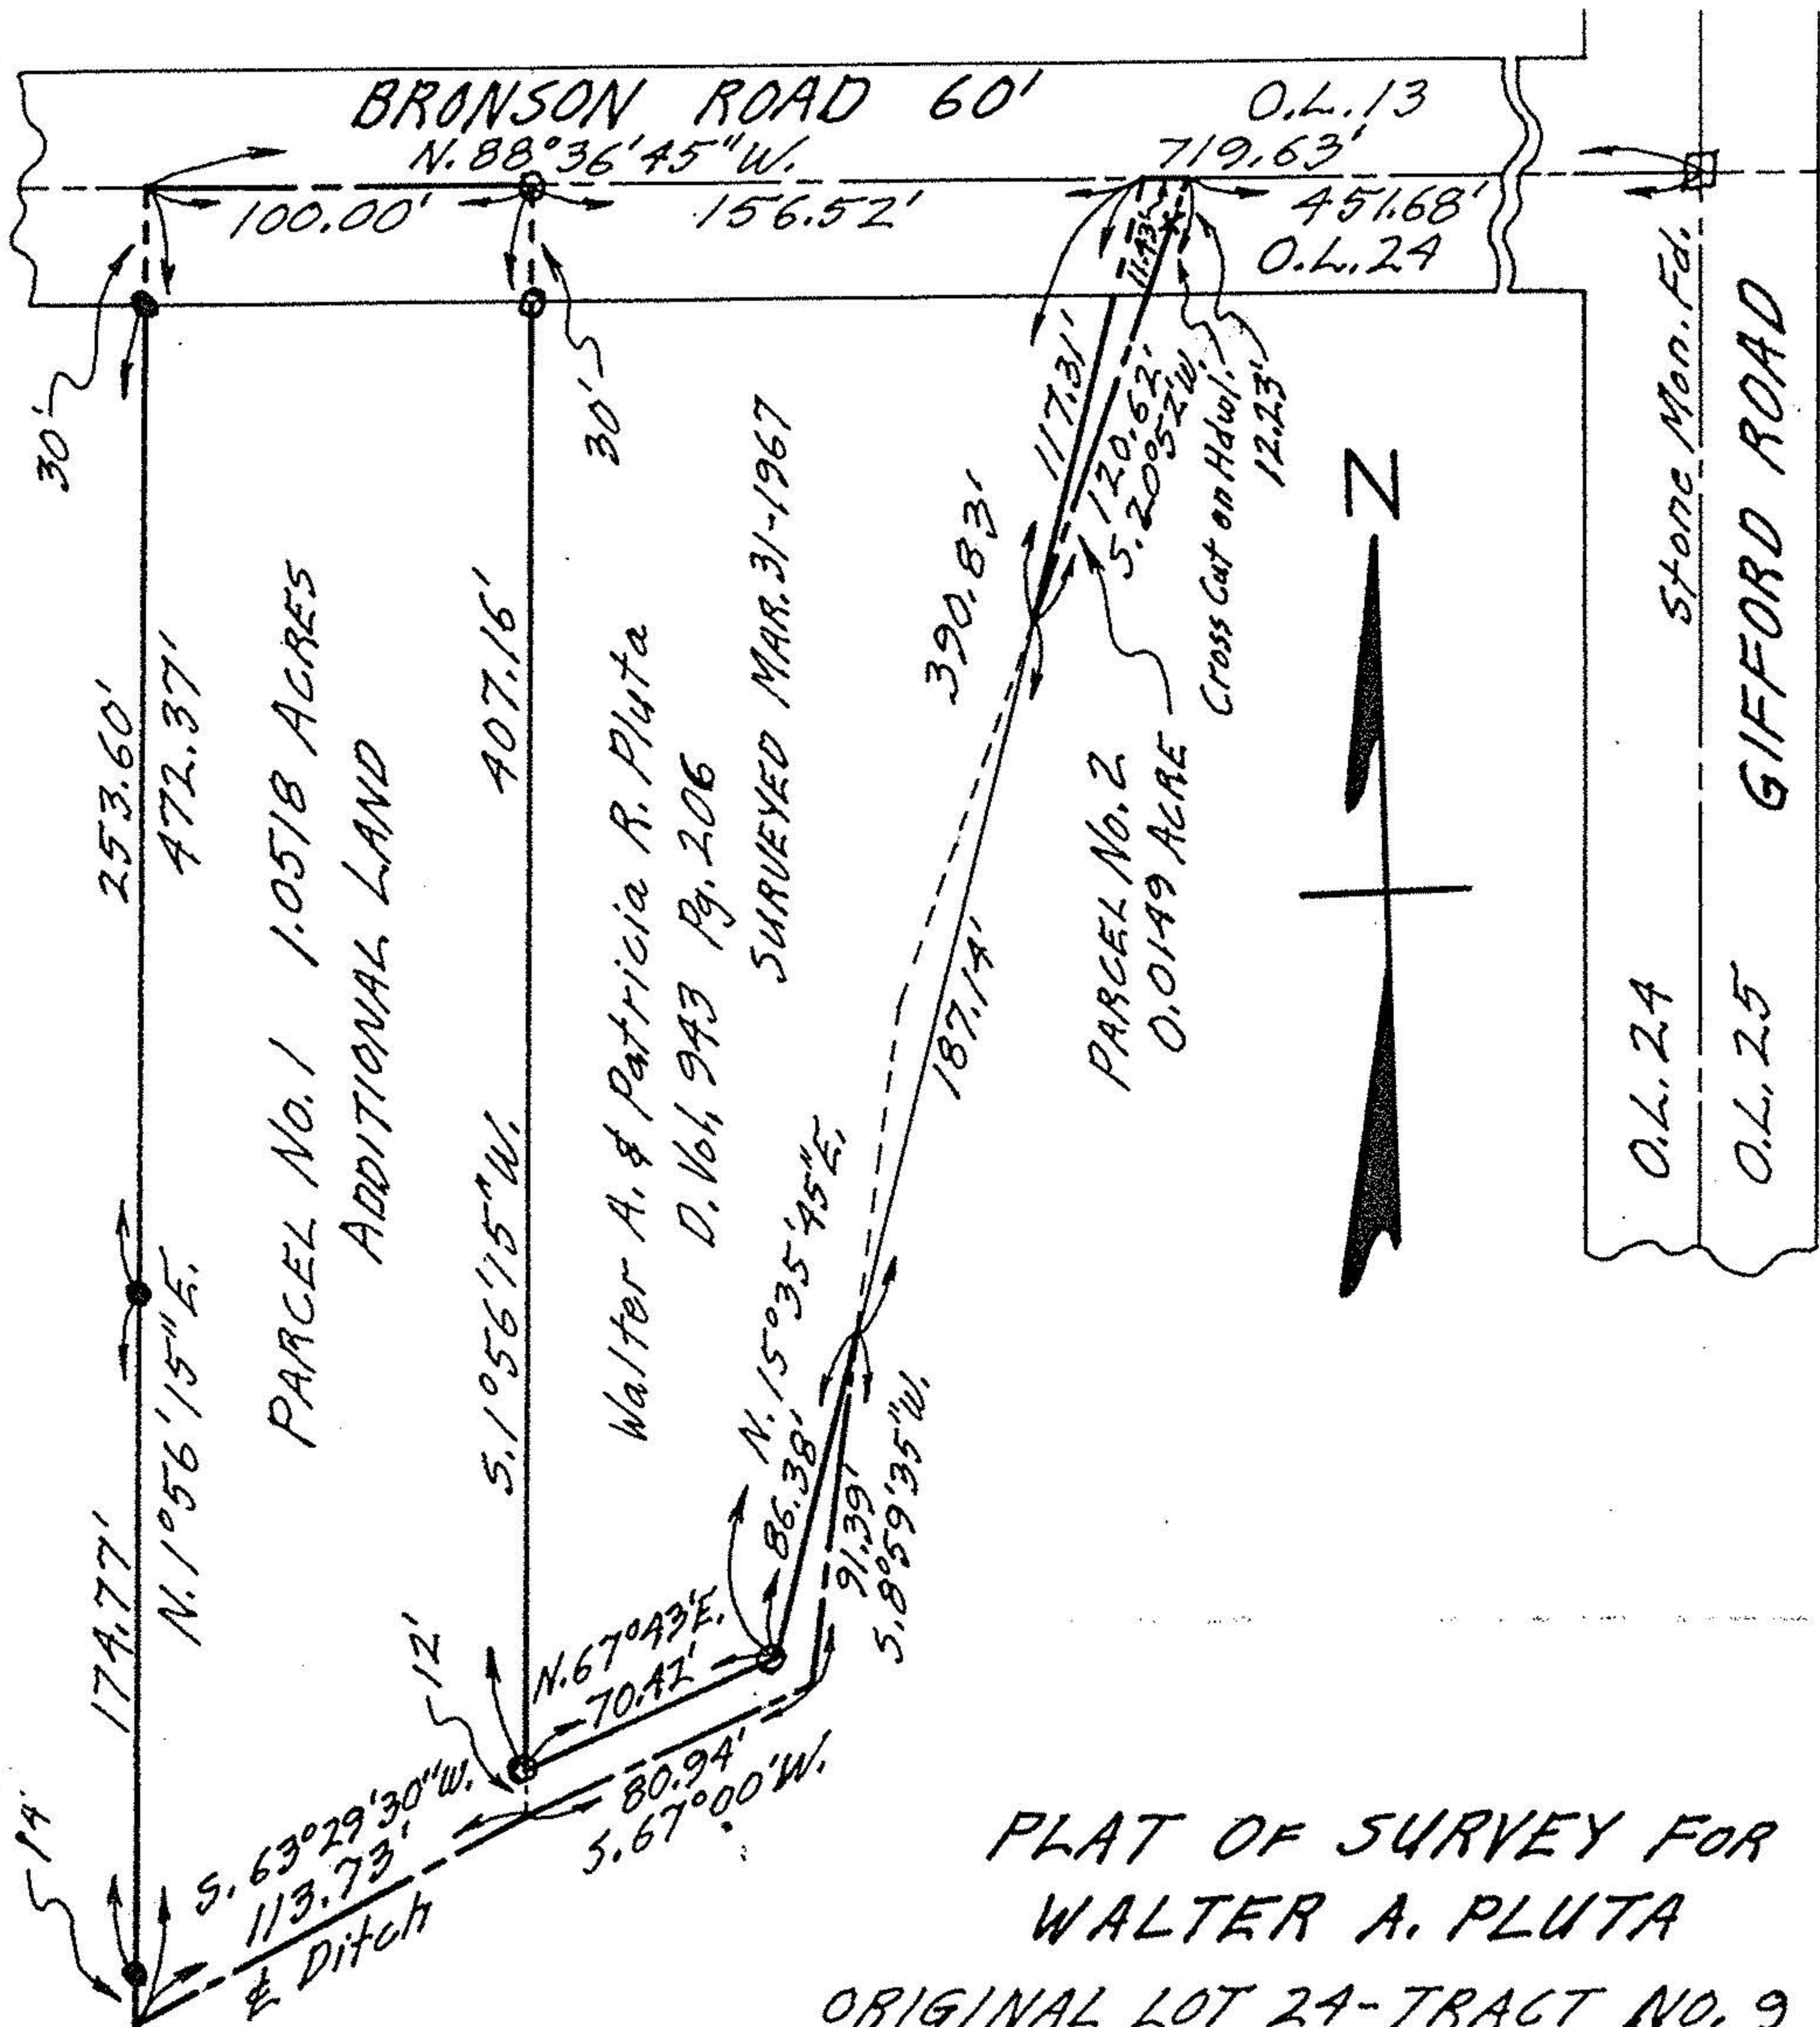 BRONSON ROAD 60'
O.L. 13
N. 88° 36' 45" W.
719.63'
100.00'
156.52'
451.68'
O.L. 24
11.43'
30'
30'
117.31'
120.62'
S. 20° 52' W.
Cross Cut on Hdwl.
12.23'
Stone Mon. Fd.
GIFFORD ROAD
N
253.60'
472.37'
PARCEL No. 1 1.0518 ACRES
ADDITIONAL LAND
407.16'
S. 1° 56' 15" W.
Walter A. & Patricia R. Pluta
D. Vol. 943 Pg. 206
SURVEYED MAR. 31-1967
390.83'
187.14'
PARCEL No. 2
0.0149 ACRE
O.L. 24
O.L. 25
174.77'
N. 1° 56' 15" E.
N. 15° 35' 45" E.
86.38'
91.39'
S. 8° 59' 35" W.
12'
N. 67° 43' E.
70.42'
80.94'
S. 67° 00' W.
14'
S. 63° 29' 30" W.
113.73'
℄ Ditch
PLAT OF SURVEY FOR
WALTER A. PLUTA
ORIGINAL LOT 24-TRACT NO. 9